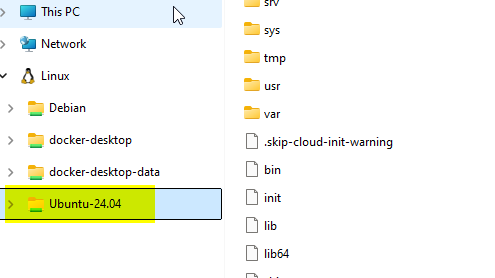 This PC
Network
Linux
Debian
docker-desktop
docker-desktop-data
Ubuntu-24.04
srv
sys
tmp
usr
var
.skip-cloud-init-warning
bin
init
lib
lib64